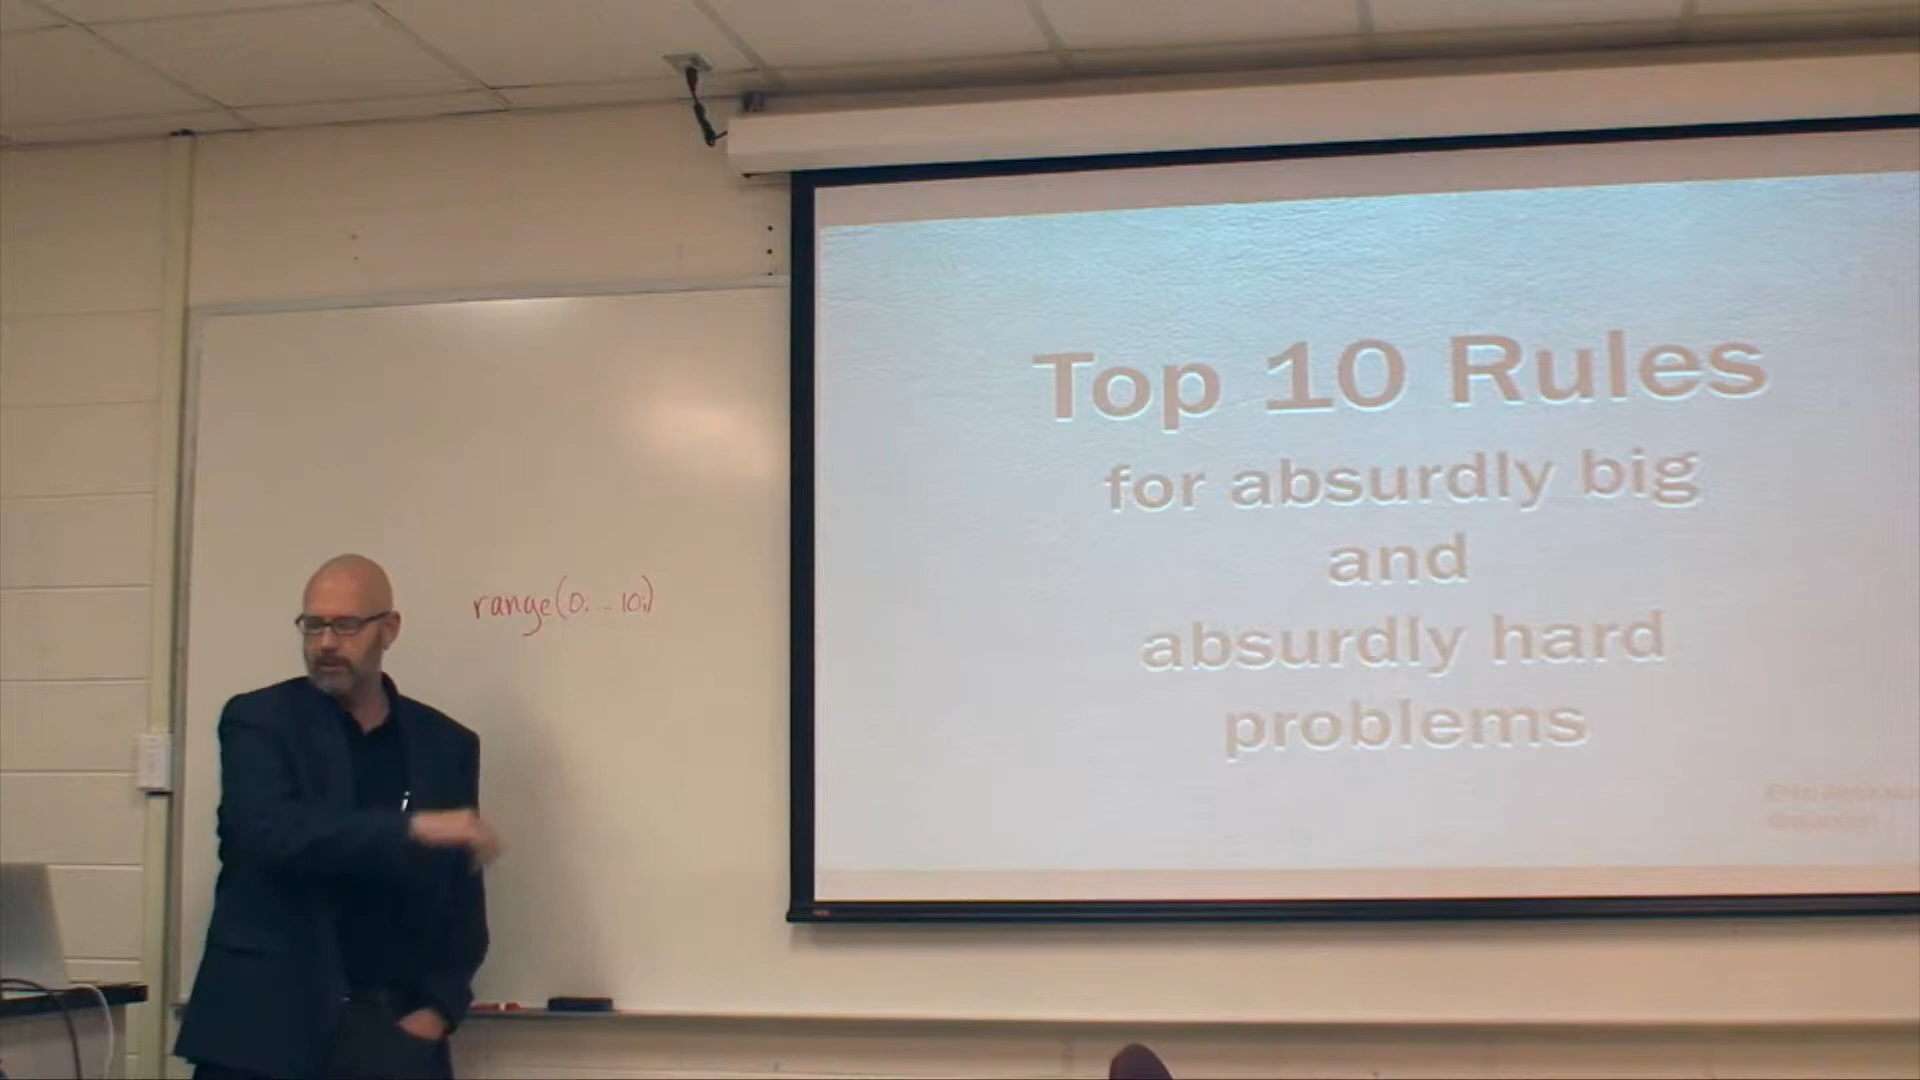 range(0:...10:)
Top 10 Rules
for absurdly big
and
absurdly hard
problems